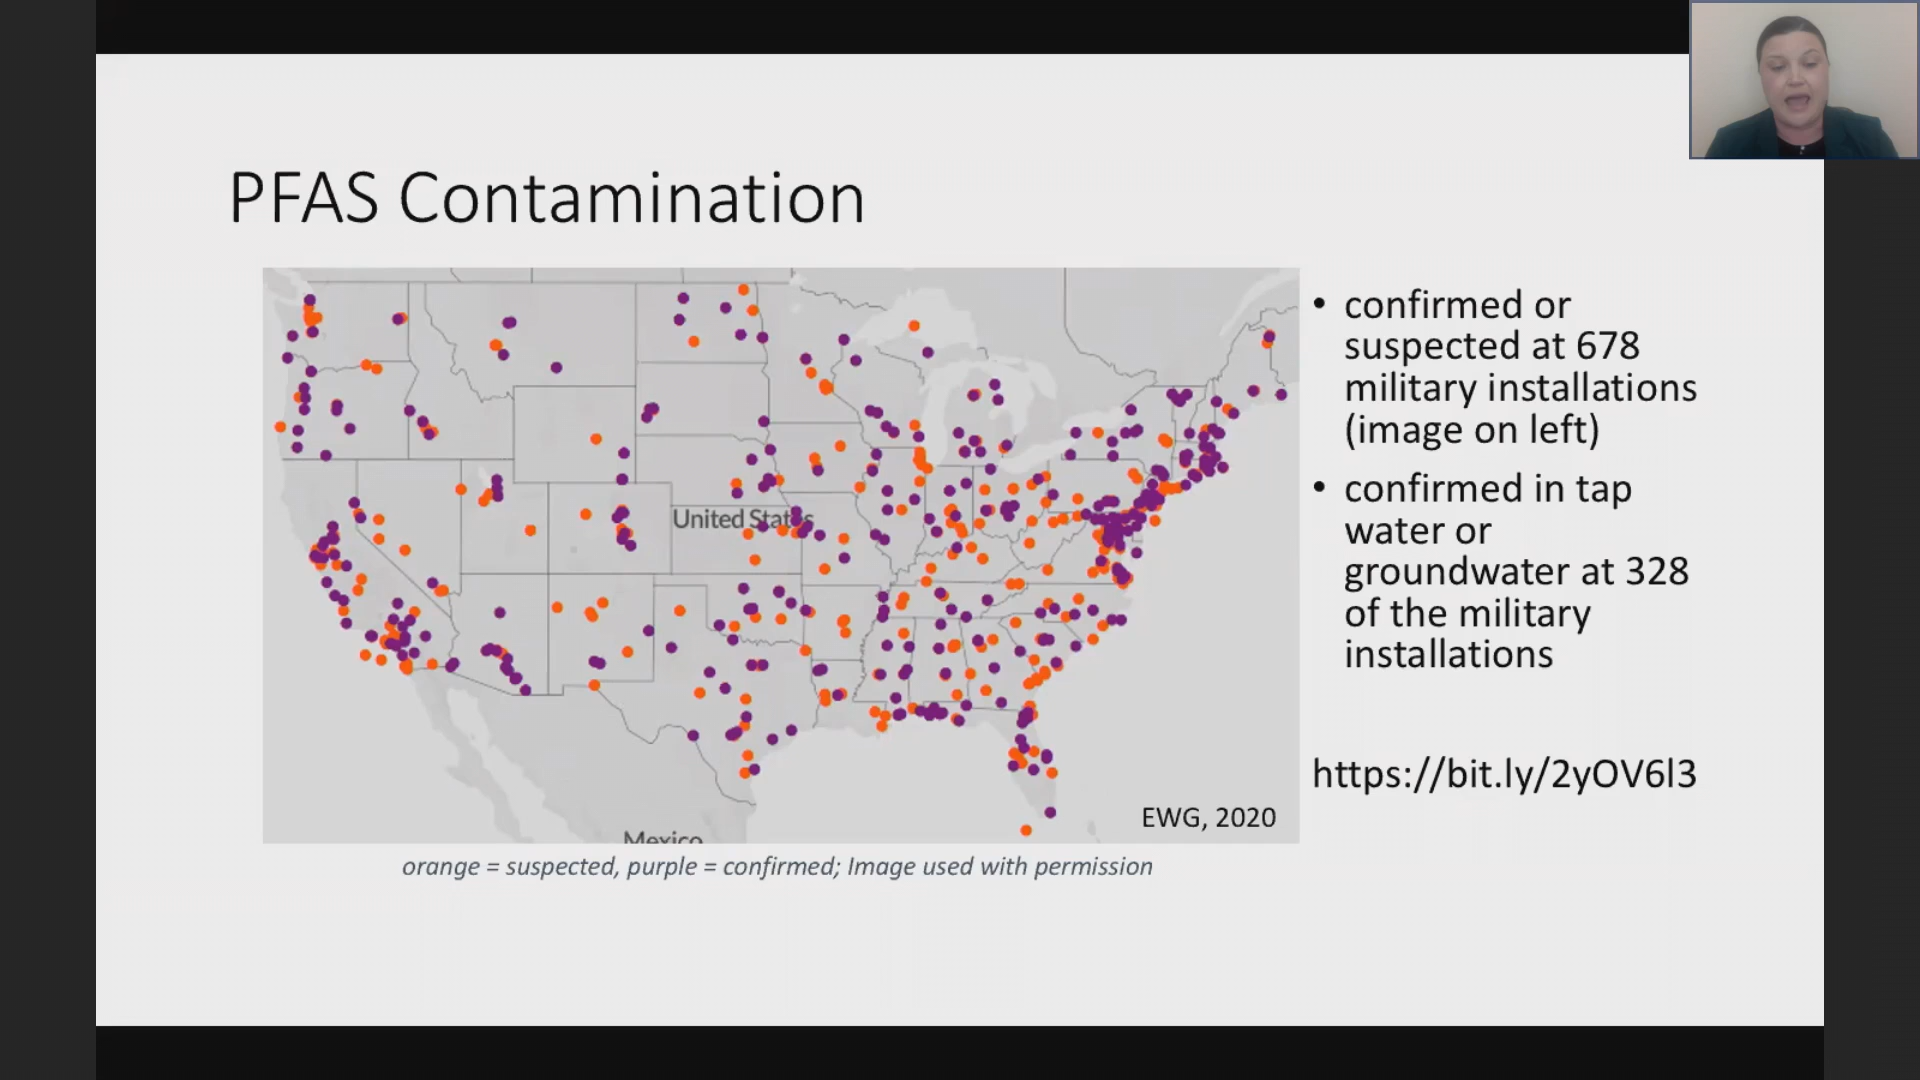 PFAS Contamination
United States
Mexico
EWG, 2020
orange = suspected, purple = confirmed; Image used with permission
• confirmed or
suspected at 678
military installations
(image on left)
• confirmed in tap
water or
groundwater at 328
of the military
installations
https://bit.ly/2yOV6l3